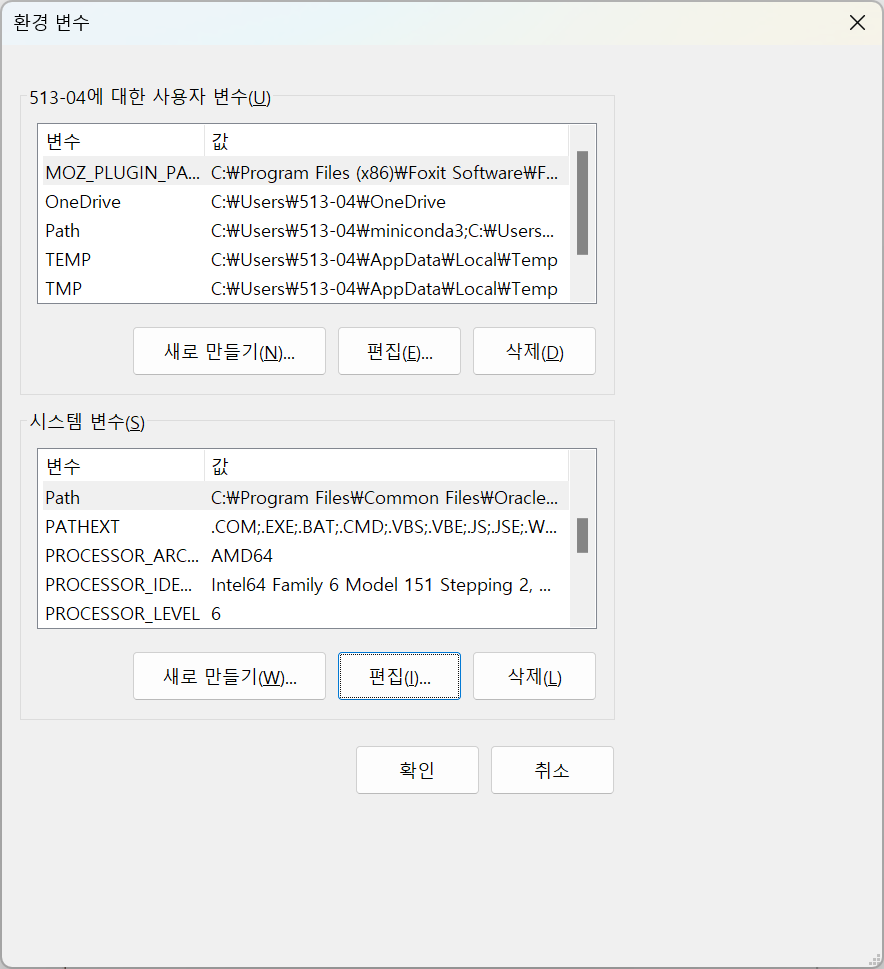 환경 변수
513-04에 대한 사용자 변수(U)
변수 값
MOZ_PLUGIN_PA... C:₩Program Files (x86)₩Foxit Software₩F...
OneDrive C:₩Users₩513-04₩OneDrive
Path C:₩Users₩513-04₩miniconda3;C:₩Users...
TEMP C:₩Users₩513-04₩AppData₩Local₩Temp
TMP C:₩Users₩513-04₩AppData₩Local₩Temp
새로 만들기(N)... 편집(E)... 삭제(D)
시스템 변수(S)
변수 값
Path C:₩Program Files₩Common Files₩Oracle...
PATHEXT .COM;.EXE;.BAT;.CMD;.VBS;.VBE;.JS;.JSE;.W...
PROCESSOR_ARC... AMD64
PROCESSOR_IDE... Intel64 Family 6 Model 151 Stepping 2, ...
PROCESSOR_LEVEL 6
새로 만들기(W)... 편집(I)... 삭제(L)
확인 취소